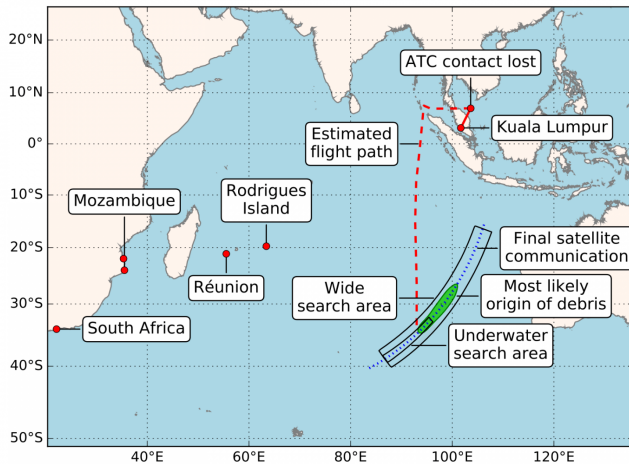 20°N
10°N
0°
10°S
20°S
30°S
40°S
50°S
40°E
60°E
80°E
100°E
120°E
ATC contact lost
Kuala Lumpur
Estimated
flight path
Mozambique
Rodrigues
Island
Réunion
South Africa
Final satellite
communication
Wide
search area
Most likely
origin of debris
Underwater
search area